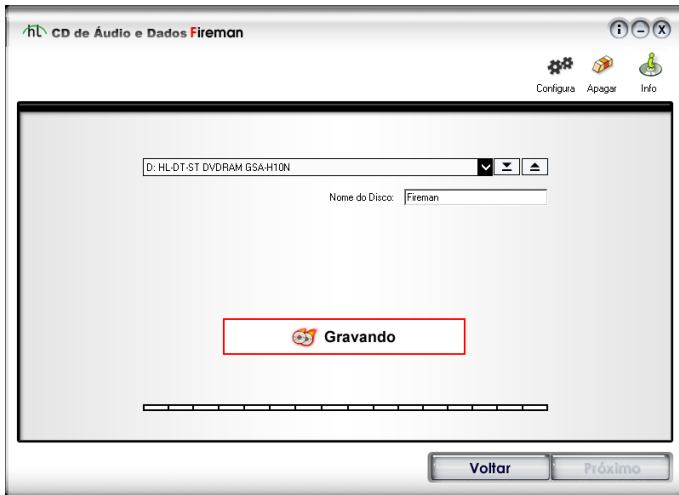 CD de Áudio e Dados Fireman
Configura Apagar Info
D: HL-DT-ST DVDRAM GSA-H10N
Nome do Disco: Fireman
Gravando
Voltar Próximo